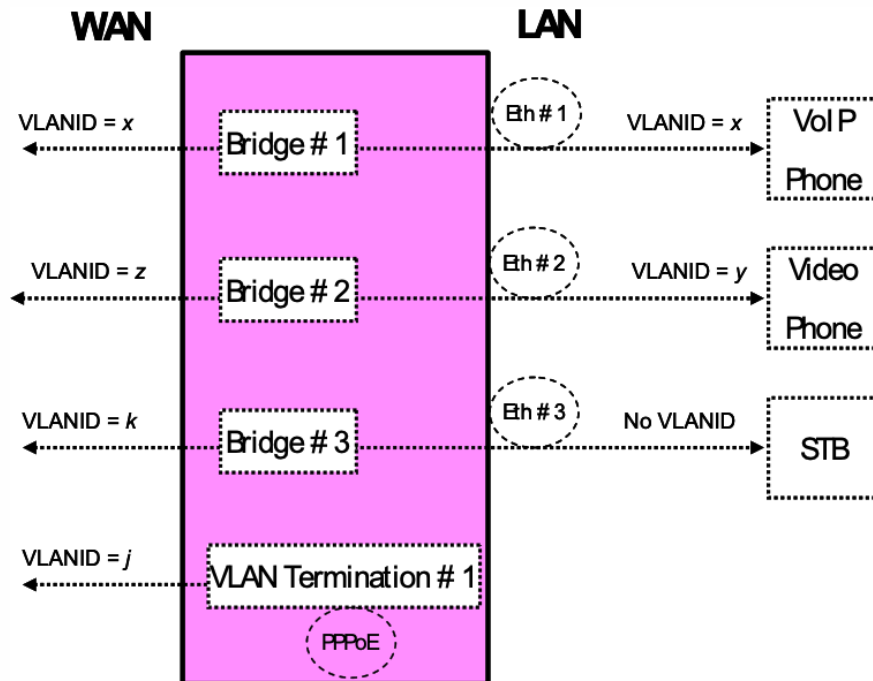 WAN
LAN
VLANID = x
Bridge # 1
Eth # 1
VLANID = x
VoIP
Phone
VLANID = z
Bridge # 2
Eth # 2
VLANID = y
Video
Phone
VLANID = k
Bridge # 3
Eth # 3
No VLANID
STB
VLANID = j
VLAN Termination # 1
PPPoE